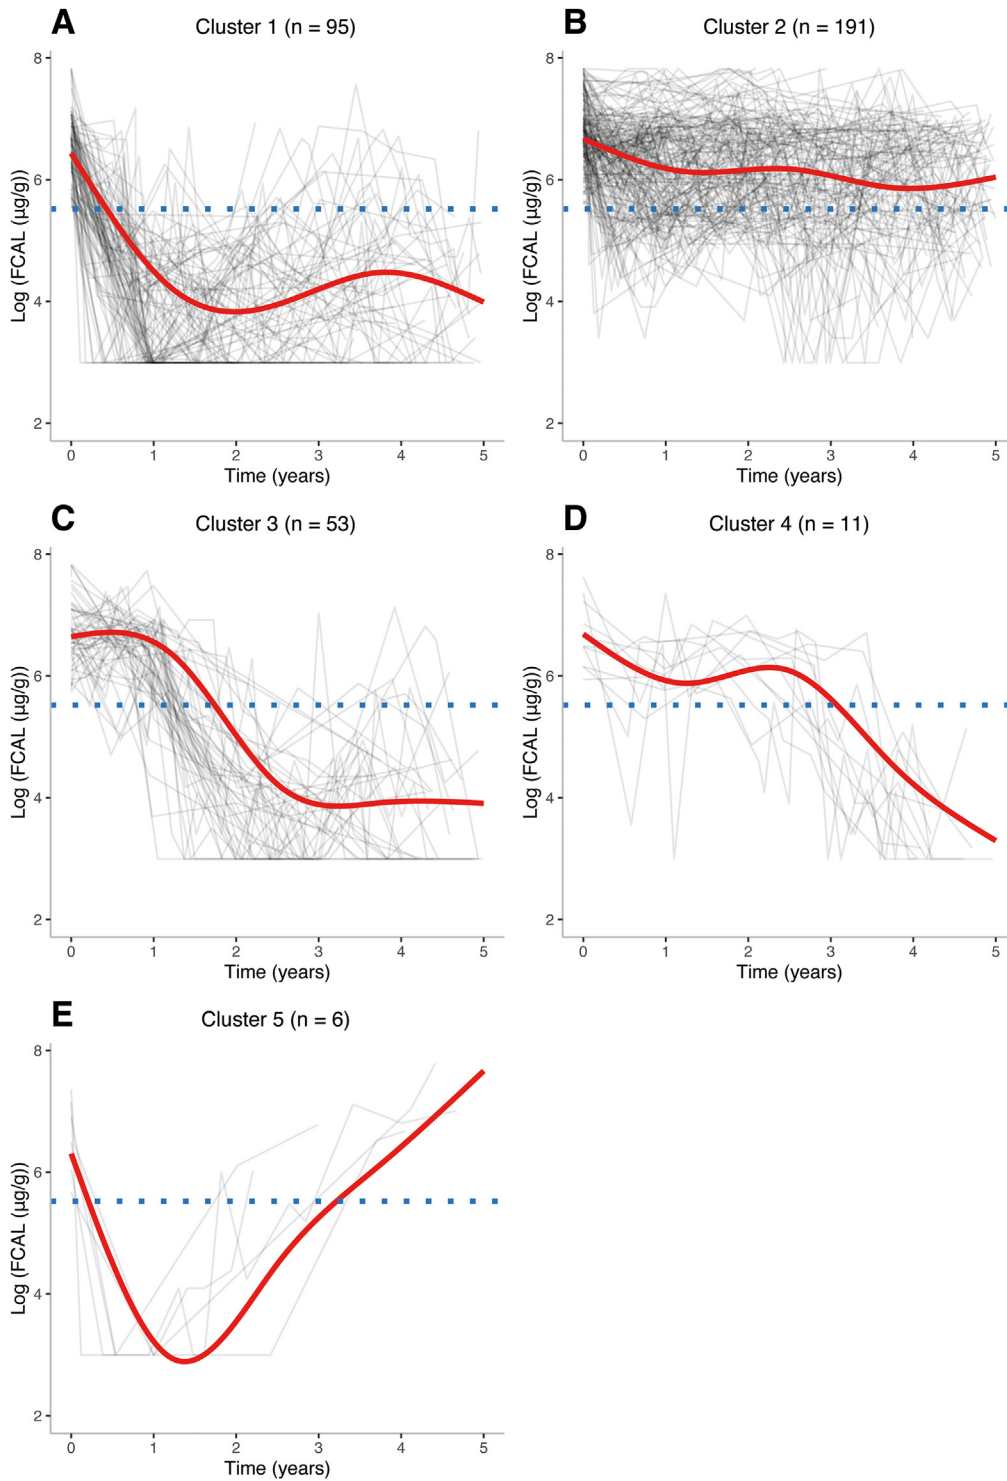 A
Cluster 1 (n = 95)
8
6
4
2
Log (FCAL (µg/g))
0 1 2 3 4 5
Time (years)
B
Cluster 2 (n = 191)
8
6
4
2
Log (FCAL (µg/g))
0 1 2 3 4 5
Time (years)
C
Cluster 3 (n = 53)
8
6
4
2
Log (FCAL (µg/g))
0 1 2 3 4 5
Time (years)
D
Cluster 4 (n = 11)
8
6
4
2
Log (FCAL (µg/g))
0 1 2 3 4 5
Time (years)
E
Cluster 5 (n = 6)
8
6
4
2
Log (FCAL (µg/g))
0 1 2 3 4 5
Time (years)